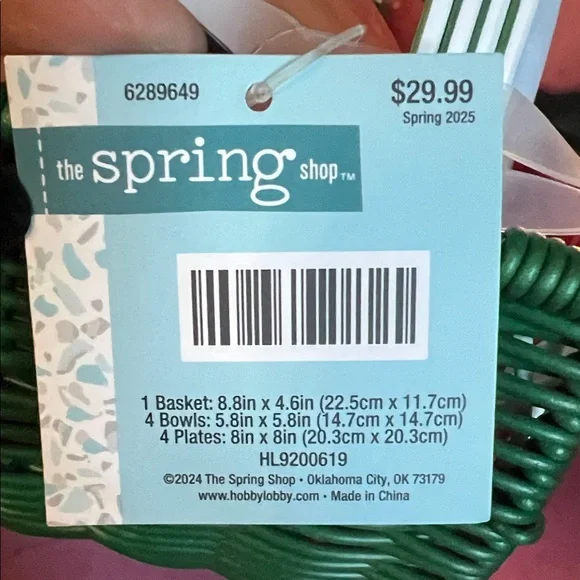 6289649
$29.99
Spring 2025
the spring shop™
1 Basket: 8.8in x 4.6in (22.5cm x 11.7cm)
4 Bowls: 5.8in x 5.8in (14.7cm x 14.7cm)
4 Plates: 8in x 8in (20.3cm x 20.3cm)
HL9200619
©2024 The Spring Shop • Oklahoma City, OK 73179
www.hobbylobby.com • Made in China